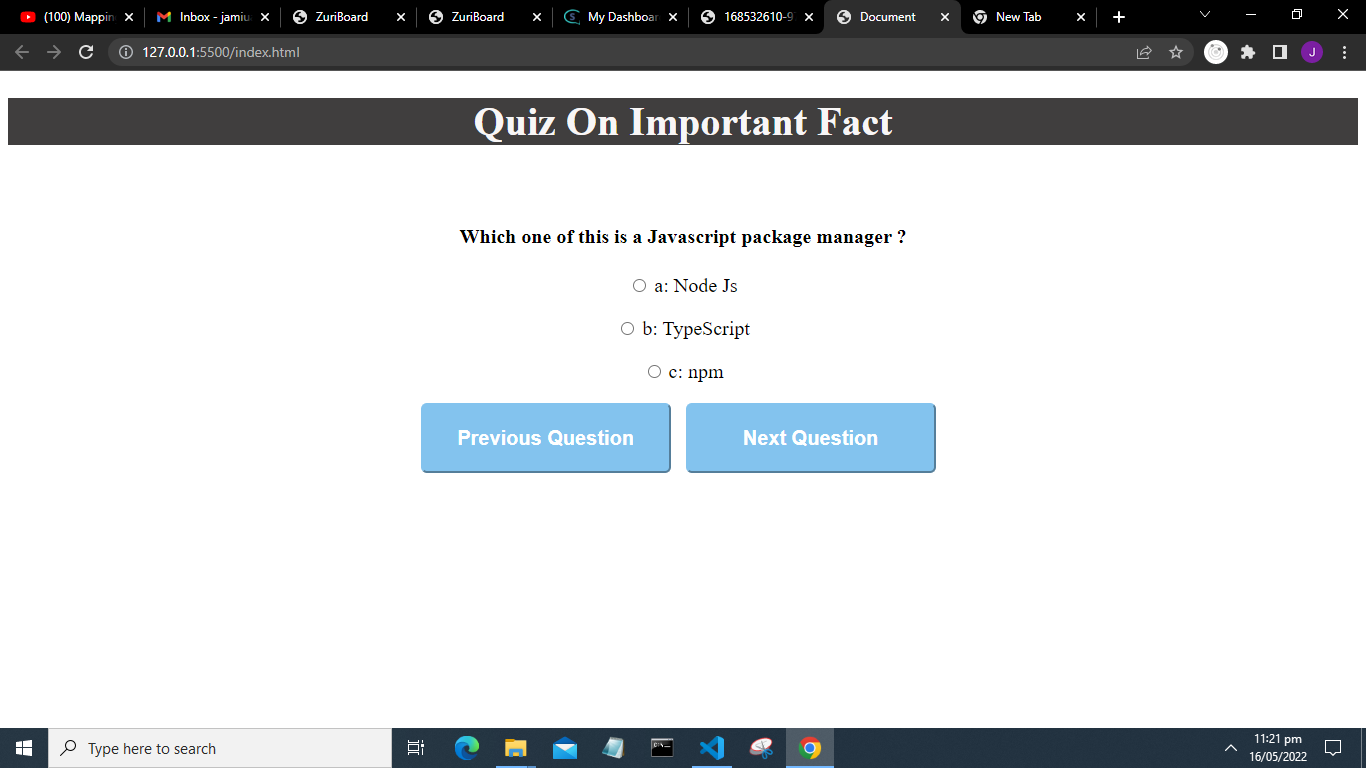 (100) Mappin
Inbox - jamiu
ZuriBoard
ZuriBoard
My Dashboar
168532610-9
Document
New Tab
127.0.0.1:5500/index.html
J
Quiz On Important Fact
Which one of this is a Javascript package manager ?
a: Node Js
b: TypeScript
c: npm
Previous Question
Next Question
Type here to search
11:21 pm
16/05/2022